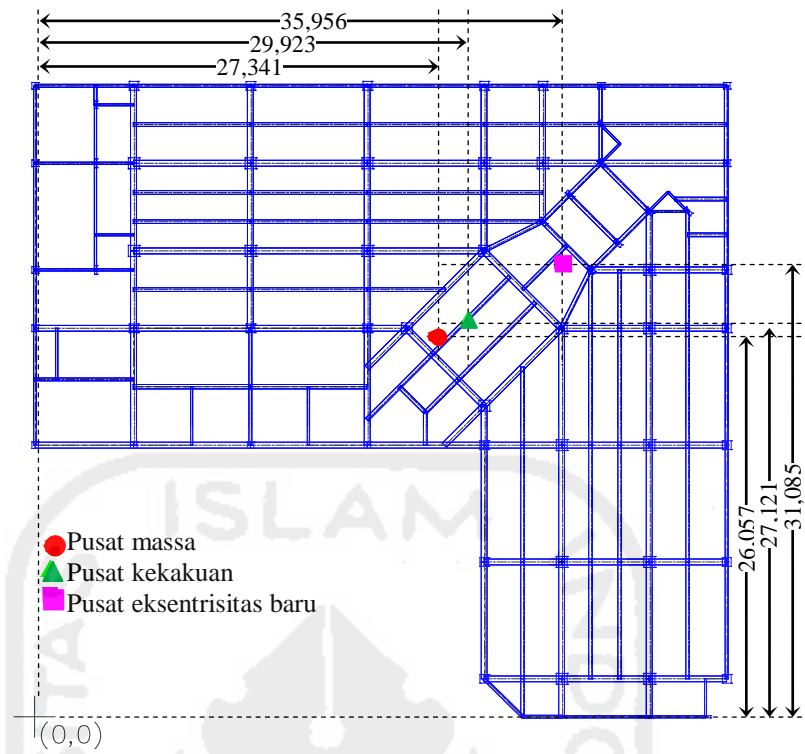 35,956
29,923
27,341
26.057
27.121
31,085
ISLAM
Pusat massa
Pusat kekakuan
Pusat eksentrisitas baru
(0,0)